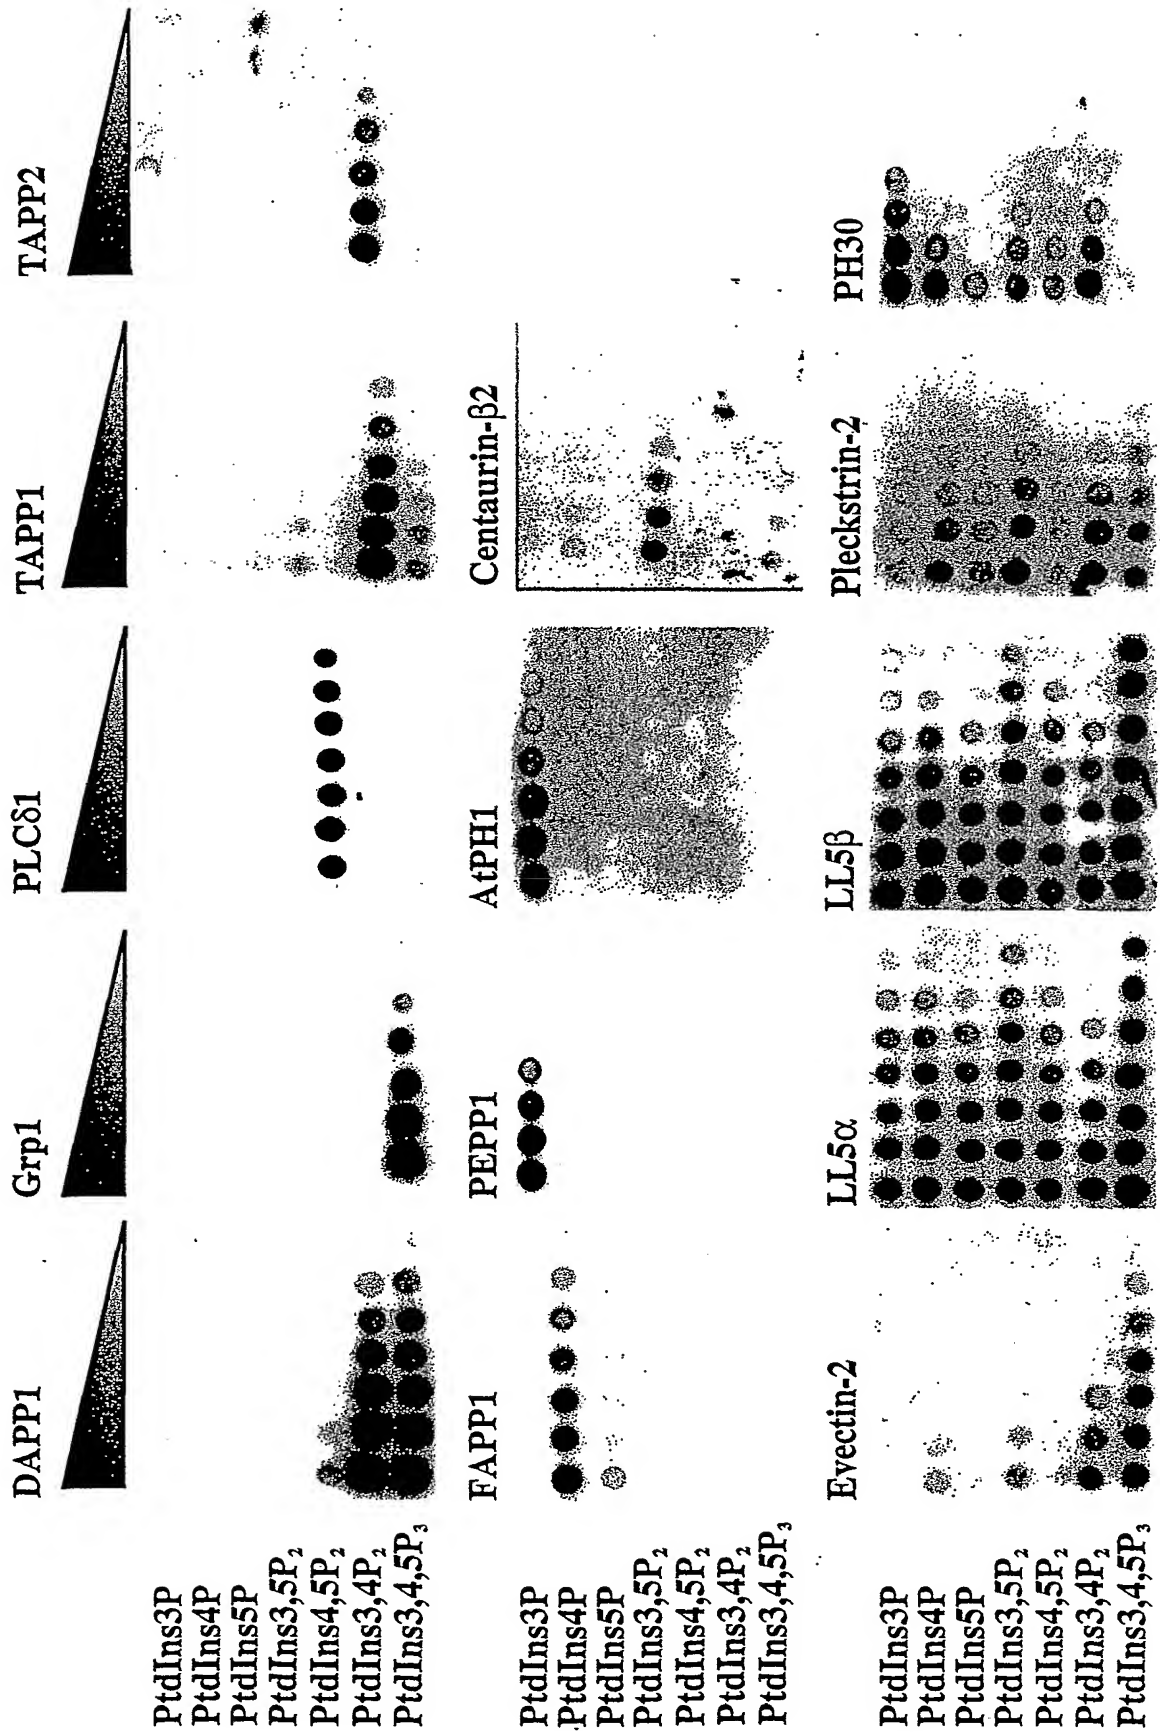 DAPP1
Grp1
PLCδ1
TAPP1
TAPP2
PtdIns3P
PtdIns4P
PtdIns5P
PtdIns3,5P₂
PtdIns4,5P₂
PtdIns3,4P₂
PtdIns3,4,5P₃
FAPP1
PEPP1
AtPH1
Centaurin-β2
PtdIns3P
PtdIns4P
PtdIns5P
PtdIns3,5P₂
PtdIns4,5P₂
PtdIns3,4P₂
PtdIns3,4,5P₃
Evectin-2
LL5α
LL5β
Pleckstrin-2
PH30
PtdIns3P
PtdIns4P
PtdIns5P
PtdIns3,5P₂
PtdIns4,5P₂
PtdIns3,4P₂
PtdIns3,4,5P₃